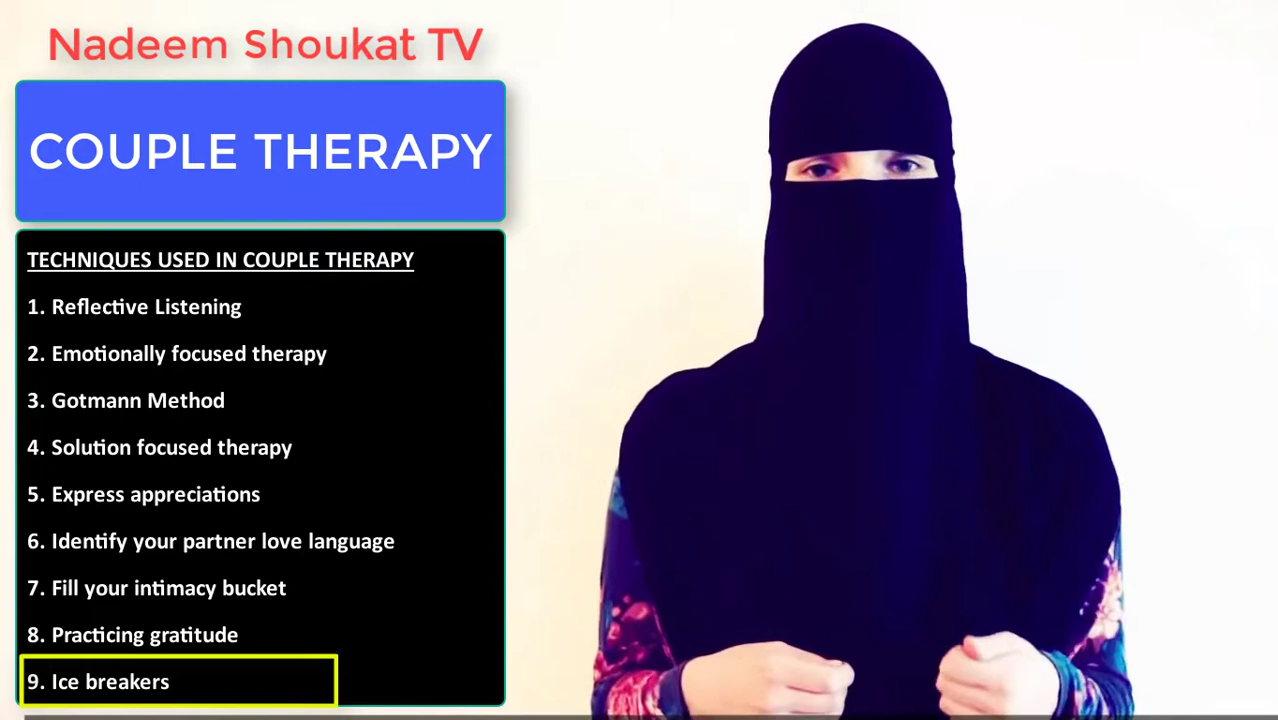 Nadeem Shoukat TV
COUPLE THERAPY
TECHNIQUES USED IN COUPLE THERAPY
1. Reflective Listening
2. Emotionally focused therapy
3. Gotmann Method
4. Solution focused therapy
5. Express appreciations
6. Identify your partner love language
7. Fill your intimacy bucket
8. Practicing gratitude
9. Ice breakers